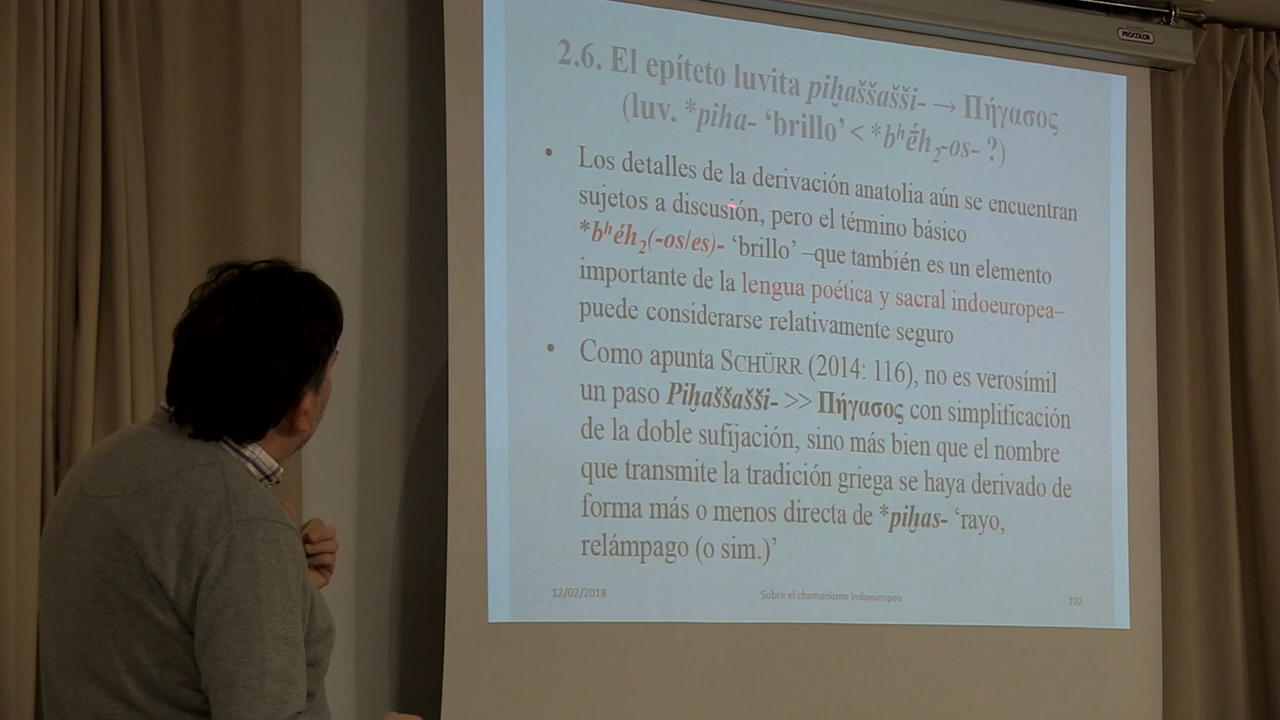 PROCOLOR
2.6. El epíteto luvita piḫaššašši- → Πήγασος
(luv. *piha- ‘brillo’ < *bʰḗh₂-os- ?)
• Los detalles de la derivación anatolia aún se encuentran
sujetos a discusión, pero el término básico
*bʰéh₂(-os/es)- ‘brillo’ –que también es un elemento
importante de la lengua poética y sacral indoeuropea–
puede considerarse relativamente seguro
• Como apunta SCHÜRR (2014: 116), no es verosímil
un paso Piḫaššašši- >> Πήγασος con simplificación
de la doble sufijación, sino más bien que el nombre
que transmite la tradición griega se haya derivado de
forma más o menos directa de *piḫas- ‘rayo,
relámpago (o sim.)’
12/02/2018 Sobre el chamanismo indoeuropeo 102